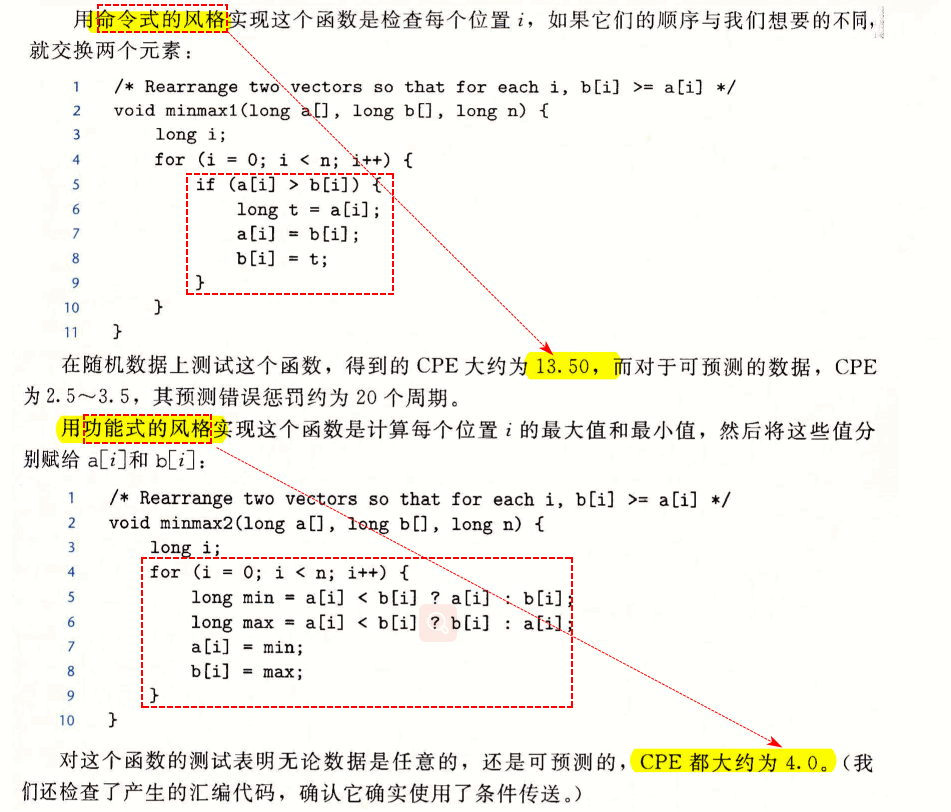 用命令式的风格实现这个函数是检查每个位置 i，如果它们的顺序与我们想要的不同，
就交换两个元素：
1 /* Rearrange two vectors so that for each i, b[i] >= a[i] */
2 void minmax1(long a[], long b[], long n) {
3 long i;
4 for (i = 0; i < n; i++) {
5 if (a[i] > b[i]) {
6 long t = a[i];
7 a[i] = b[i];
8 b[i] = t;
9 }
10 }
11 }
在随机数据上测试这个函数，得到的 CPE 大约为 13.50，而对于可预测的数据，CPE
为 2.5～3.5，其预测错误惩罚约为 20 个周期。
用功能式的风格实现这个函数是计算每个位置 i 的最大值和最小值，然后将这些值分
别赋给 a[i]和 b[i]：
1 /* Rearrange two vectors so that for each i, b[i] >= a[i] */
2 void minmax2(long a[], long b[], long n) {
3 long i;
4 for (i = 0; i < n; i++) {
5 long min = a[i] < b[i] ? a[i] : b[i];
6 long max = a[i] < b[i] ? b[i] : a[i];
7 a[i] = min;
8 b[i] = max;
9 }
10 }
对这个函数的测试表明无论数据是任意的，还是可预测的，CPE 都大约为 4.0。（我
们还检查了产生的汇编代码，确认它确实使用了条件传送。）